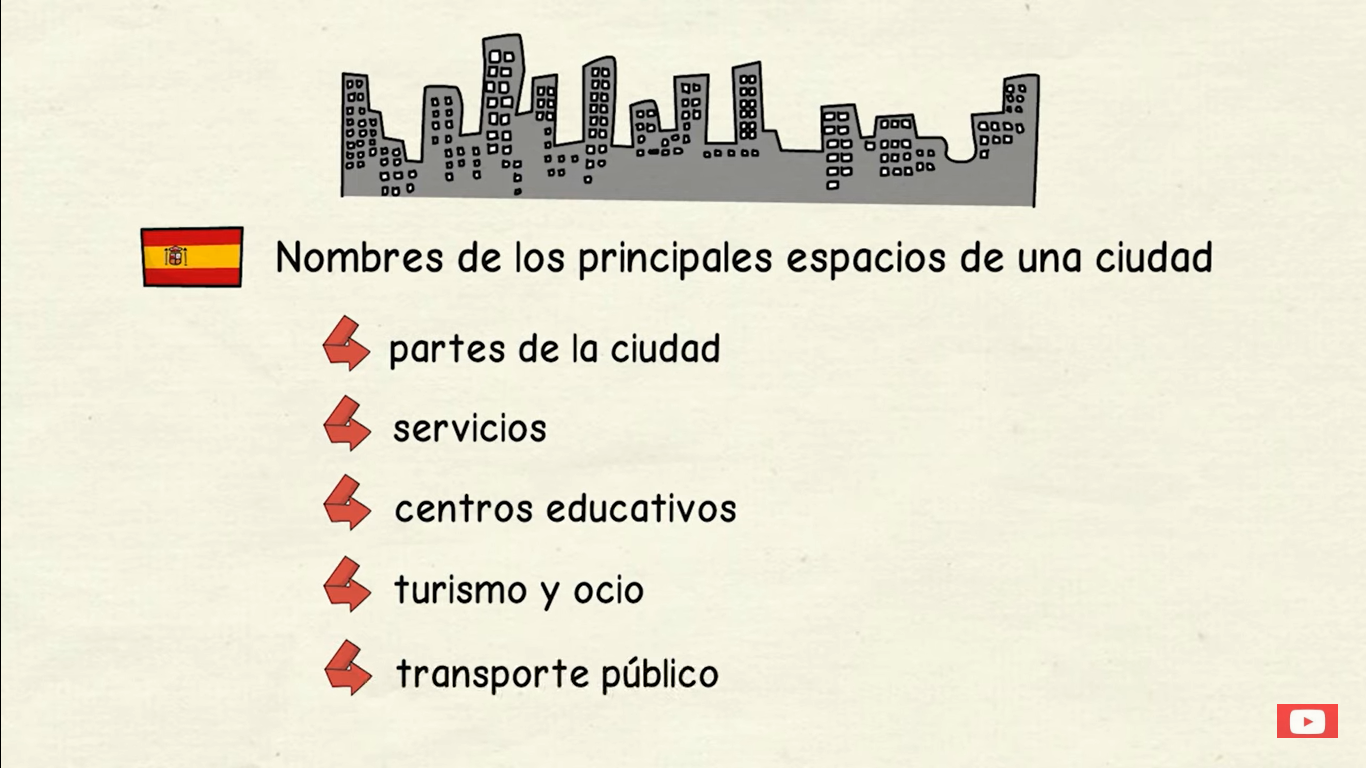 Nombres de los principales espacios de una ciudad
partes de la ciudad
servicios
centros educativos
turismo y ocio
transporte público